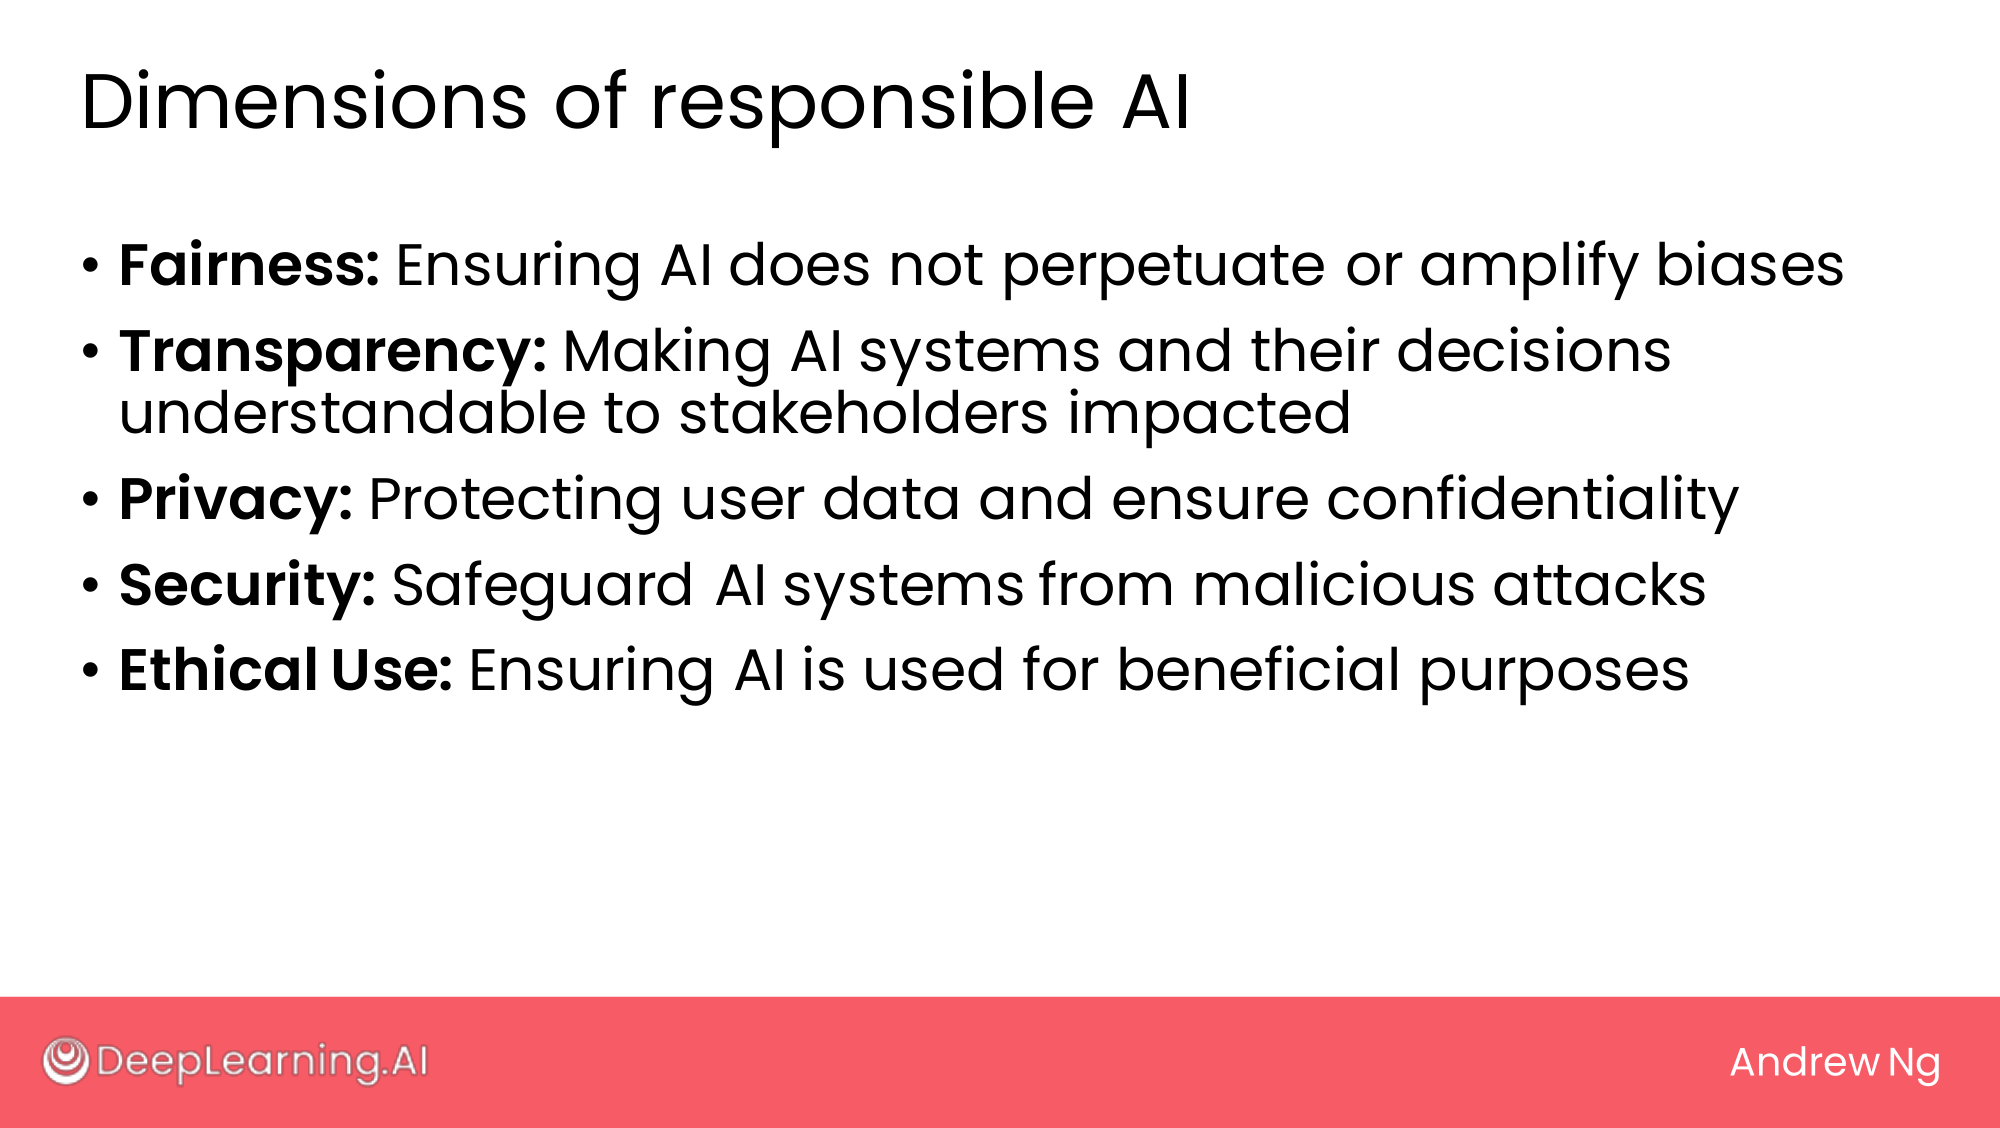 Dimensions of responsible AI
• Fairness: Ensuring AI does not perpetuate or amplify biases
• Transparency: Making AI systems and their decisions
understandable to stakeholders impacted
• Privacy: Protecting user data and ensure confidentiality
• Security: Safeguard AI systems from malicious attacks
• Ethical Use: Ensuring AI is used for beneficial purposes
DeepLearning.AI
Andrew Ng